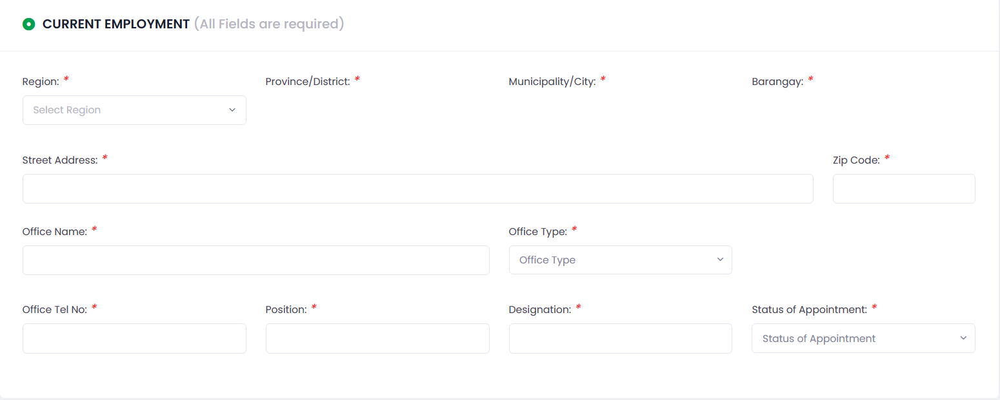 CURRENT EMPLOYMENT (All Fields are required)
Region: * Province/District: * Municipality/City: * Barangay: *
Select Region
Street Address: * Zip Code: *
Office Name: * Office Type: *
Office Type
Office Tel No: * Position: * Designation: * Status of Appointment: *
Status of Appointment